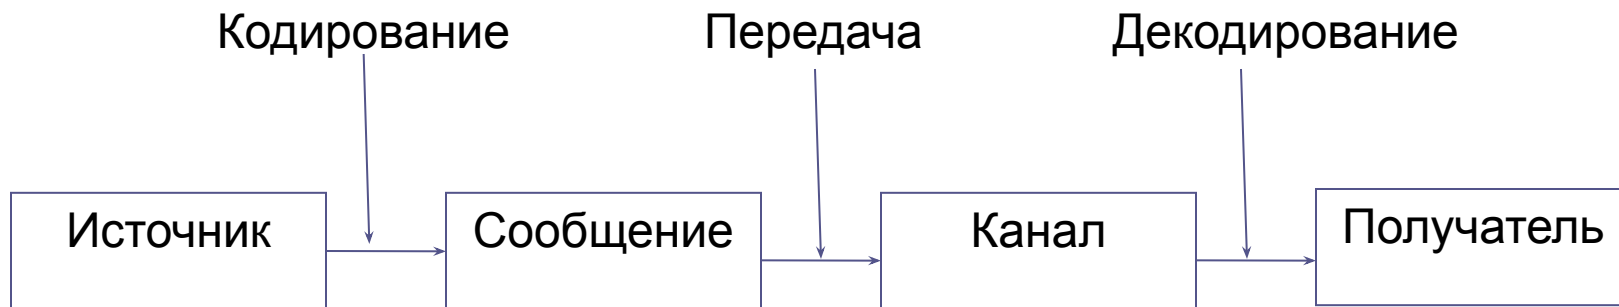 Кодирование Передача Декодирование
Источник Сообщение Канал Получатель